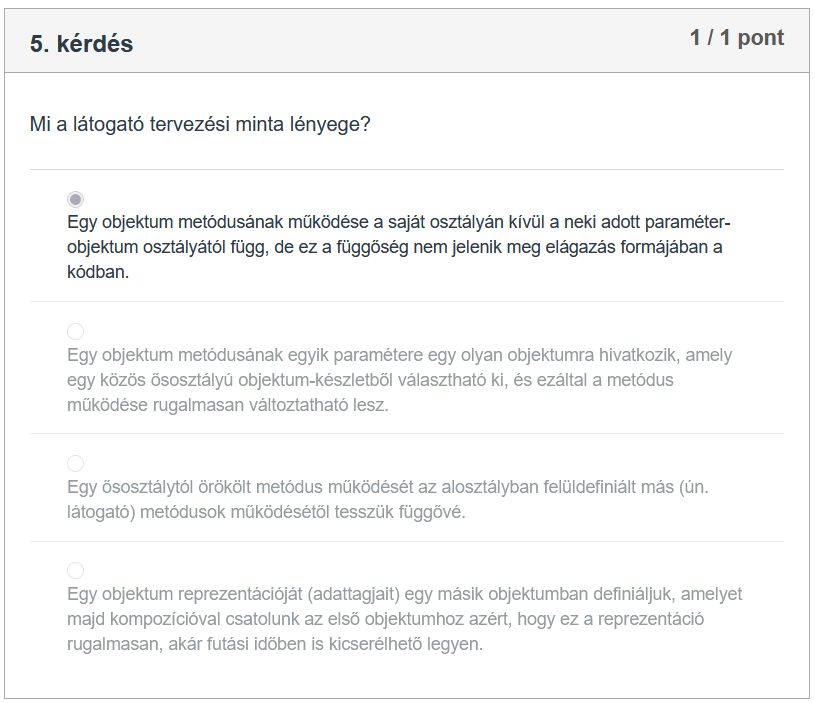 5. kérdés
1 / 1 pont
Mi a látogató tervezési minta lényege?
Egy objektum metódusának működése a saját osztályán kívül a neki adott paraméter-
objektum osztályától függ, de ez a függőség nem jelenik meg elágazás formájában a
kódban.
Egy objektum metódusának egyik paramétere egy olyan objektumra hivatkozik, amely
egy közös ősosztályú objektum-készletből választható ki, és ezáltal a metódus
működése rugalmasan változtatható lesz.
Egy ősosztálytól örökölt metódus működését az alosztályban felüldefiniált más (ún.
látogató) metódusok működésétől tesszük függővé.
Egy objektum reprezentációját (adattagjait) egy másik objektumban definiáljuk, amelyet
majd kompozícióval csatolunk az első objektumhoz azért, hogy ez a reprezentáció
rugalmasan, akár futási időben is kicserélhető legyen.